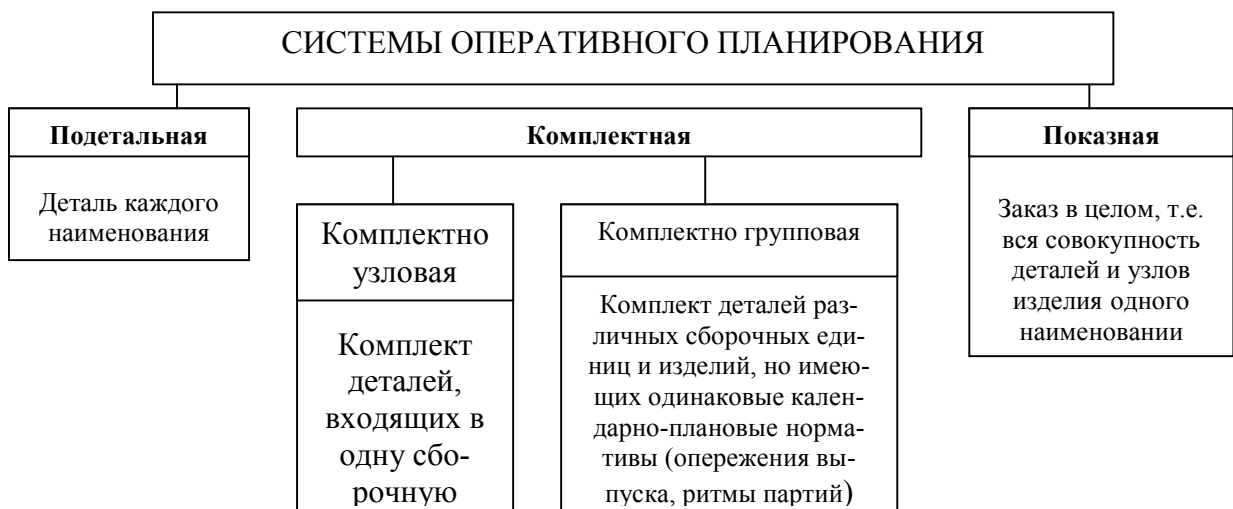 СИСТЕМЫ ОПЕРАТИВНОГО ПЛАНИРОВАНИЯ
Подетальная
Деталь каждого
наименования
Комплектная
Комплектно
узловая
Комплект
деталей,
входящих в
одну сбо-
рочную
Комплектно групповая
Комплект деталей раз-
личных сборочных еди-
ниц и изделий, но имею-
щих одинаковые кален-
дарно-плановые норма-
тивы (опережения вы-
пуска, ритмы партий)
Показная
Заказ в целом, т.е.
вся совокупность
деталей и узлов
изделия одного
наименовании